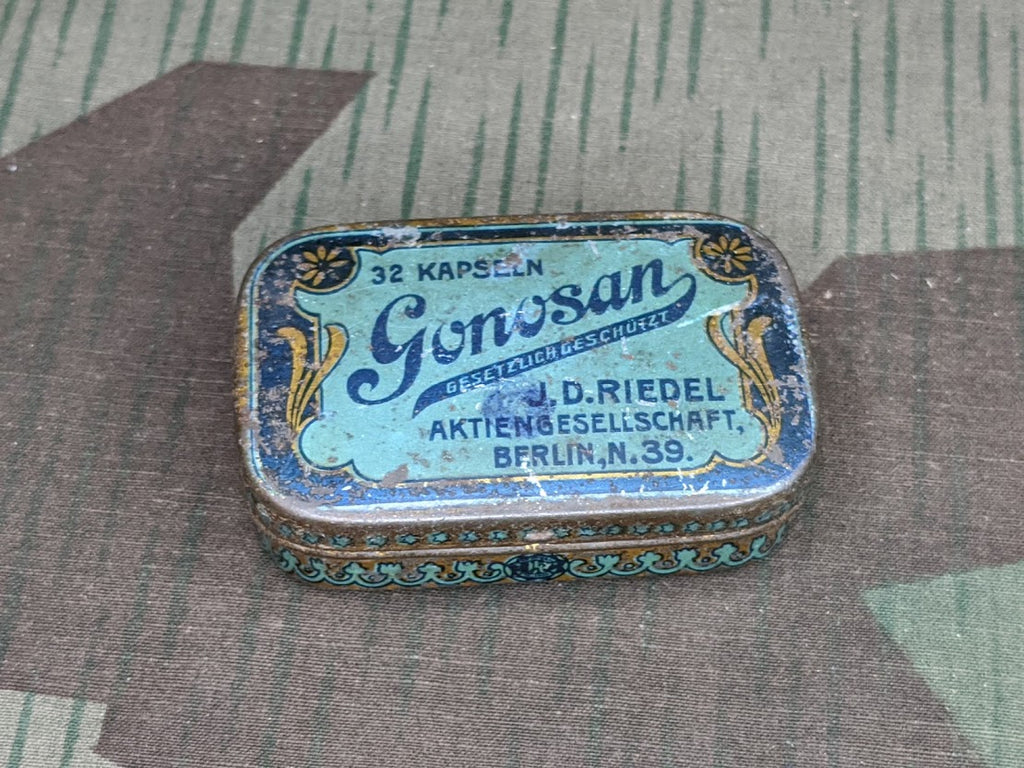 32 KAPSELN
Gonosan
GESETZLICH GESCHÜTZT
J. D. RIEDEL
AKTIENGESELLSCHAFT,
BERLIN, N. 39.